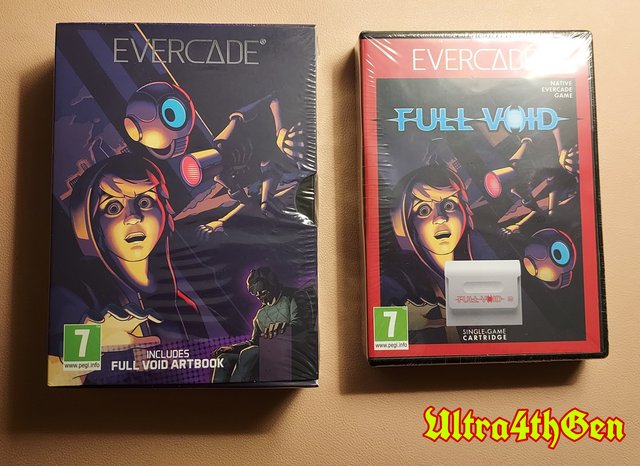 EVERCADE®
7
www.pegi.info
INCLUDES
FULL VOID ARTBOOK
EVERCADE
NATIVE
EVERCADE
GAME
FULL VOID
FULL VOID
7
www.pegi.info
SINGLE-GAME
CARTRIDGE
Ultra4thGen